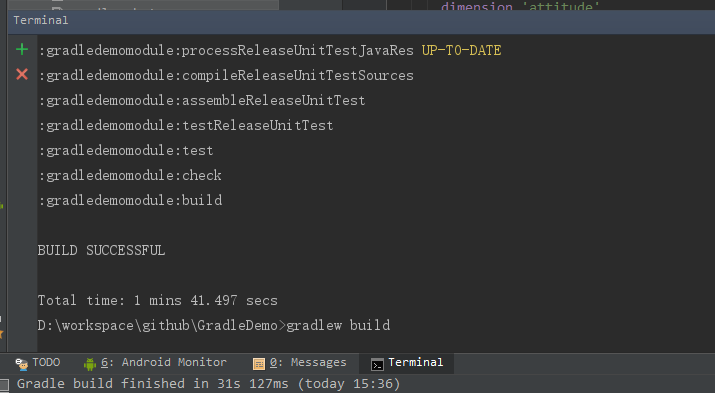 dimension 'attitude'
Terminal
:gradledemomodule:processReleaseUnitTestJavaRes UP-TO-DATE
:gradledemomodule:compileReleaseUnitTestSources
:gradledemomodule:assembleReleaseUnitTest
:gradledemomodule:testReleaseUnitTest
:gradledemomodule:test
:gradledemomodule:check
:gradledemomodule:build
BUILD SUCCESSFUL
Total time: 1 mins 41.497 secs
D:\workspace\github\GradleDemo>gradlew build
TODO 6: Android Monitor 0: Messages Terminal
Gradle build finished in 31s 127ms (today 15:36)